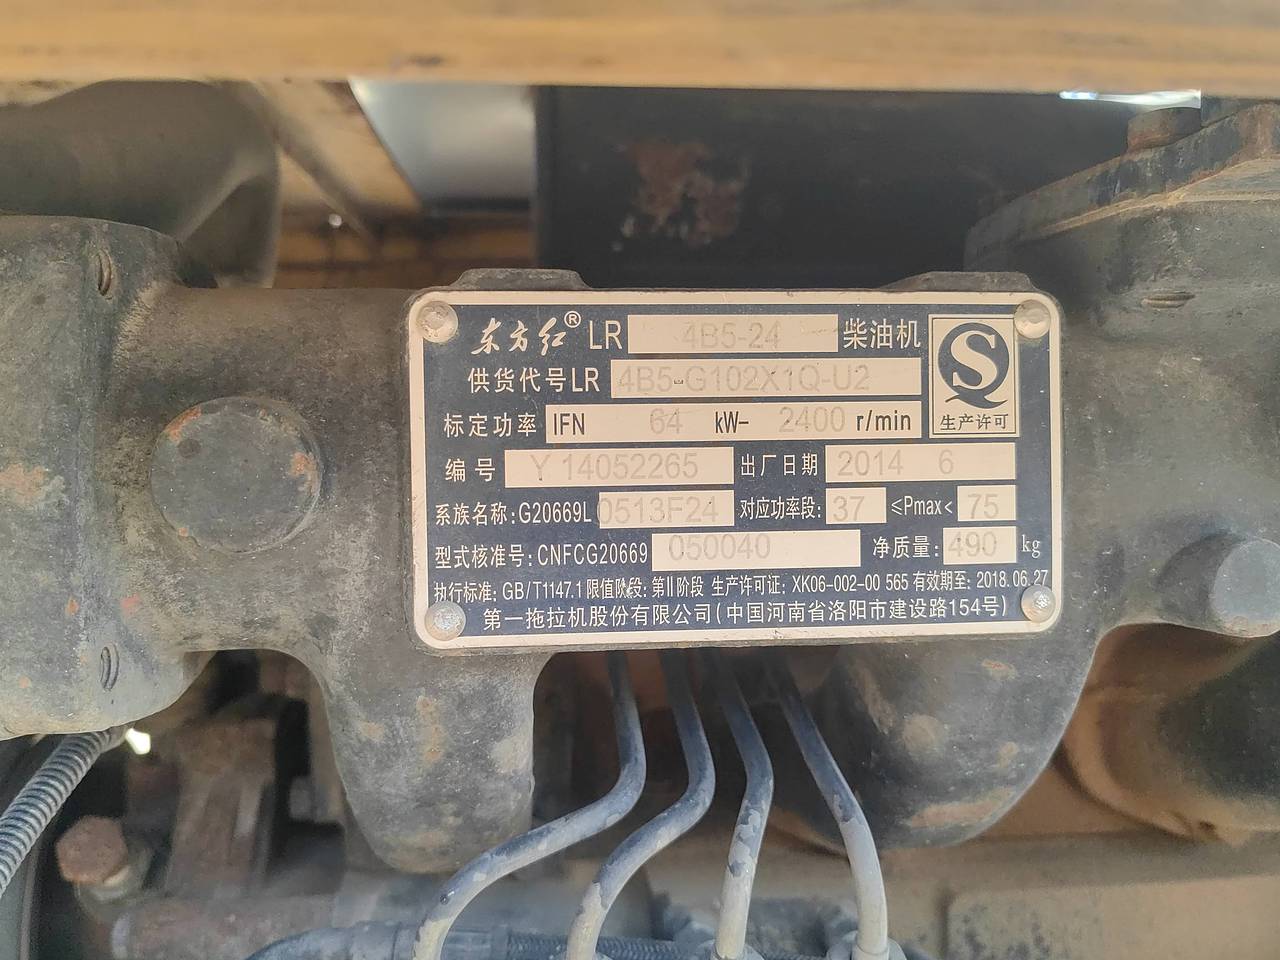 东方红® LR 4B5-24 柴油机
供货代号LR 4B5-G102X1Q-U2
标定功率 IFN 64 kW- 2400 r/min
生产许可
编号 Y14052265 出厂日期 2014 6
系族名称:G20669L 0513F24 对应功率段: 37 ≤Pmax< 75
型式核准号: CNFCG20669 050040 净质量: 490 kg
执行标准: GB/T1147.1 限值阶段: 第Ⅱ阶段 生产许可证: XK06-002-00 565 有效期至: 2018.06.27
第一拖拉机股份有限公司(中国河南省洛阳市建设路154号)